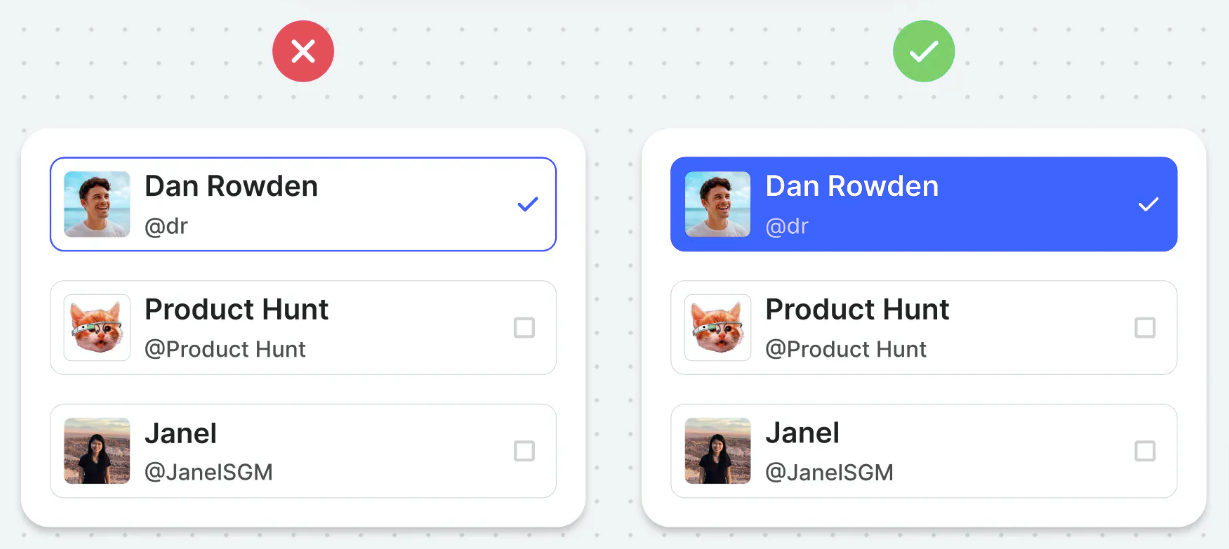 Dan Rowden
@dr
Product Hunt
@Product Hunt
Janel
@JanelSGM
Dan Rowden
@dr
Product Hunt
@Product Hunt
Janel
@JanelSGM